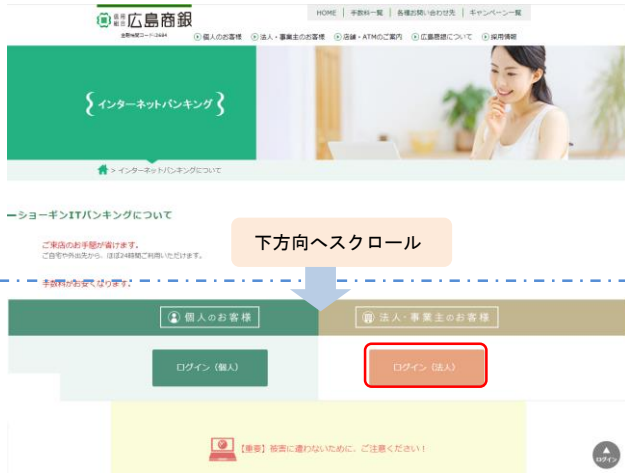 信用組合 広島商銀
金融機関コード:2684
HOME | 手数料一覧 | 各種お問い合わせ先 | キャンペーン一覧
個人のお客様 法人・事業主のお客様 店舗・ATMのご案内 広島商銀について 採用情報
インターネットバンキング
> インターネットバンキングについて
ショーギンITバンキングについて
ご来店のお手間が省けます。
ご自宅や外出先から、ほぼ24時間ご利用いただけます。
下方向へスクロール
手数料がお安くなります。
個人のお客様 法人・事業主のお客様
ログイン（個人） ログイン（法人）
【重要】被害に遭わないために、ご注意ください！
ログイン